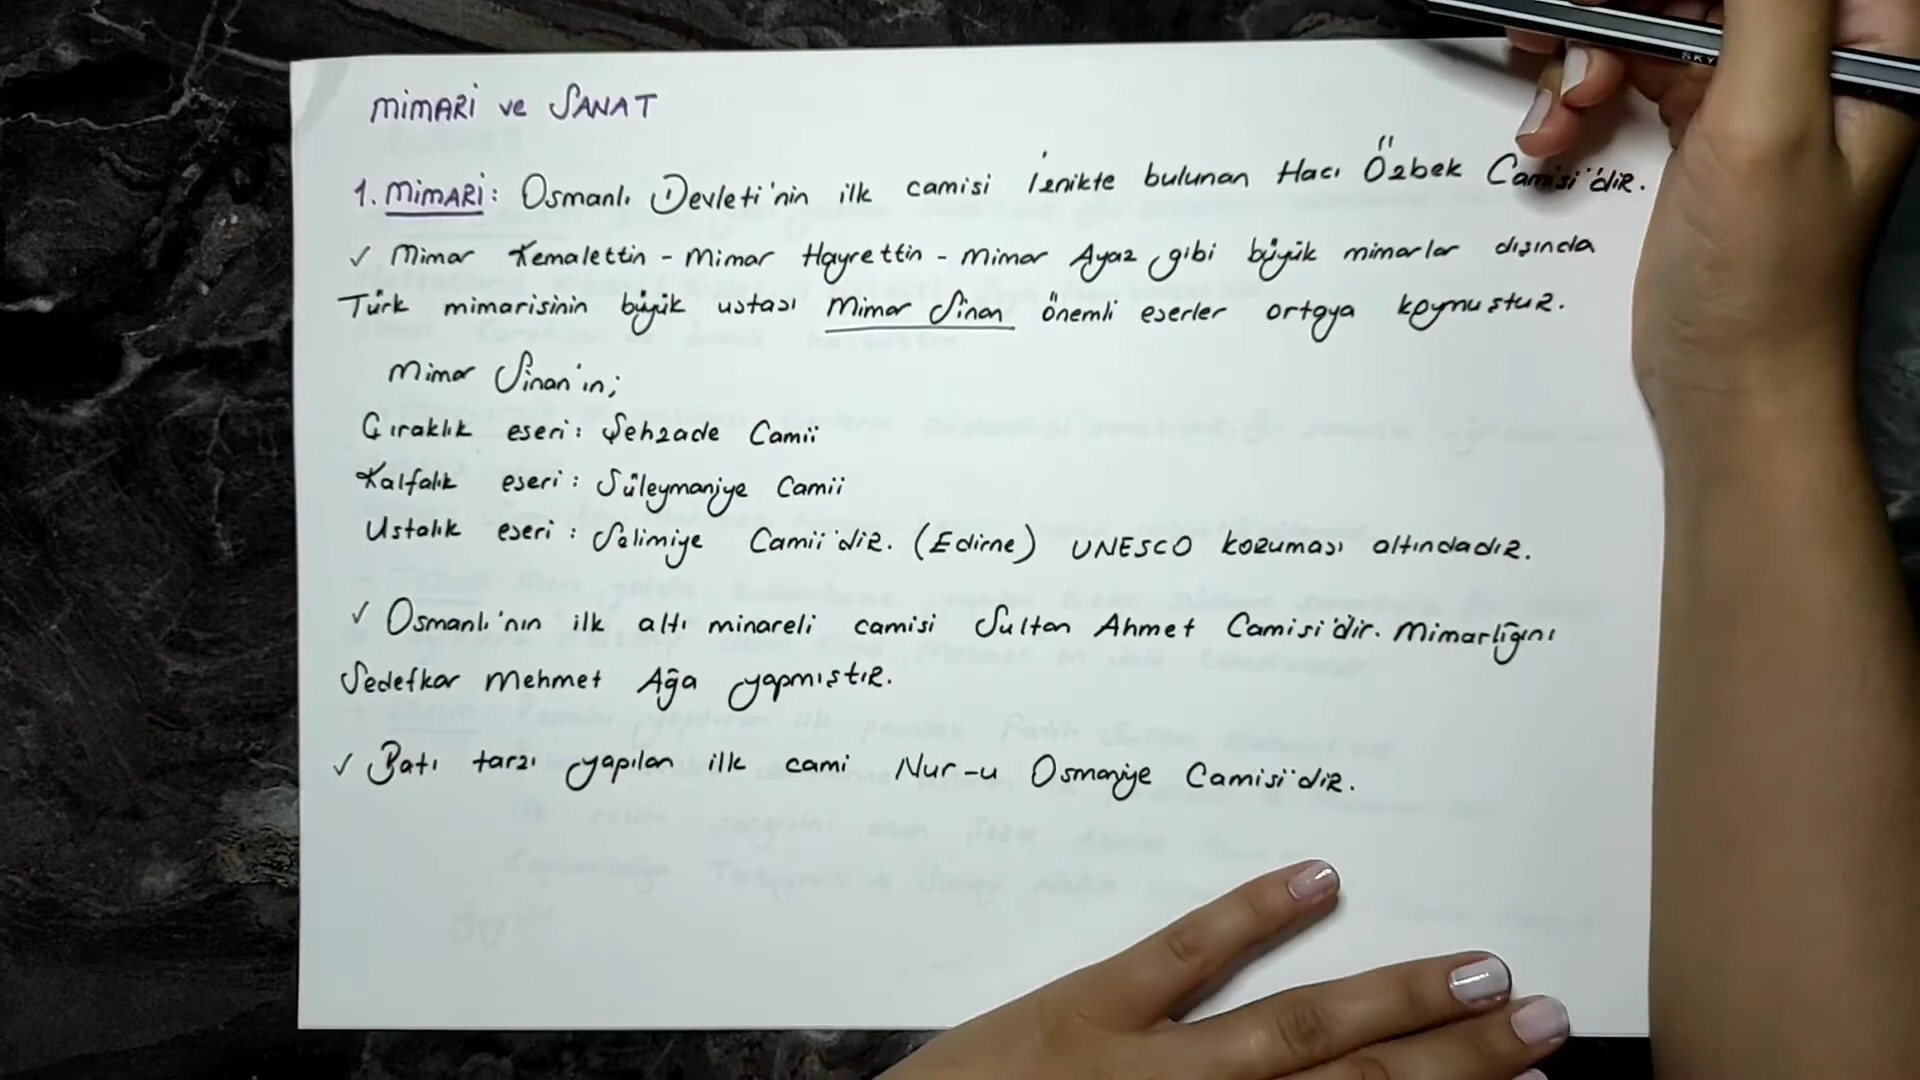 MİMARİ ve SANAT
1. MİMARİ: Osmanlı Devleti'nin ilk camisi İznikte bulunan Hacı Özbek Camisi'dir.
✓ Mimar Kemalettin - Mimar Hayrettin - Mimar Ayaz gibi büyük mimarlar dışında
Türk mimarisinin büyük ustası Mimar Sinan önemli eserler ortaya koymuştur.
Mimar Sinan'ın;
Çıraklık eseri: Şehzade Camii
Kalfalık eseri: Süleymaniye Camii
Ustalık eseri: Selimiye Camii'dir. (Edirne) UNESCO koruması altındadır.
✓ Osmanlı'nın ilk altı minareli camisi Sultan Ahmet Camisi'dir. Mimarlığını
Sedefkar Mehmet Ağa yapmıştır.
✓ Batı tarzı yapılan ilk cami Nur-u Osmaniye Camisi'dir.